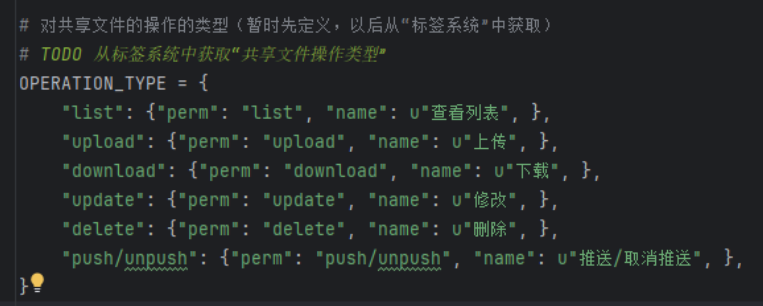 # 对共享文件的操作的类型（暂时先定义，以后从“标签系统”中获取）
# TODO 从标签系统中获取“共享文件操作类型”
OPERATION_TYPE = {
    "list": {"perm": "list", "name": u"查看列表", },
    "upload": {"perm": "upload", "name": u"上传", },
    "download": {"perm": "download", "name": u"下载", },
    "update": {"perm": "update", "name": u"修改", },
    "delete": {"perm": "delete", "name": u"删除", },
    "push/unpush": {"perm": "push/unpush", "name": u"推送/取消推送", },
}